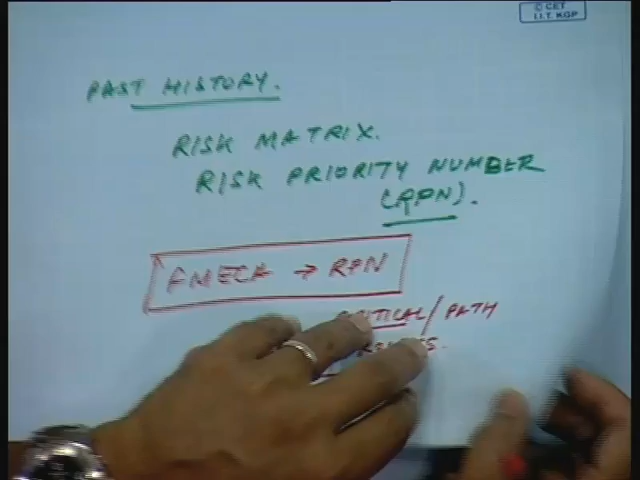 © CET
I.I.T. KGP
PAST HISTORY.
RISK MATRIX.
RISK PRIORITY NUMBER
(RPN).
FMECA → RPN
CRITICAL / PATH